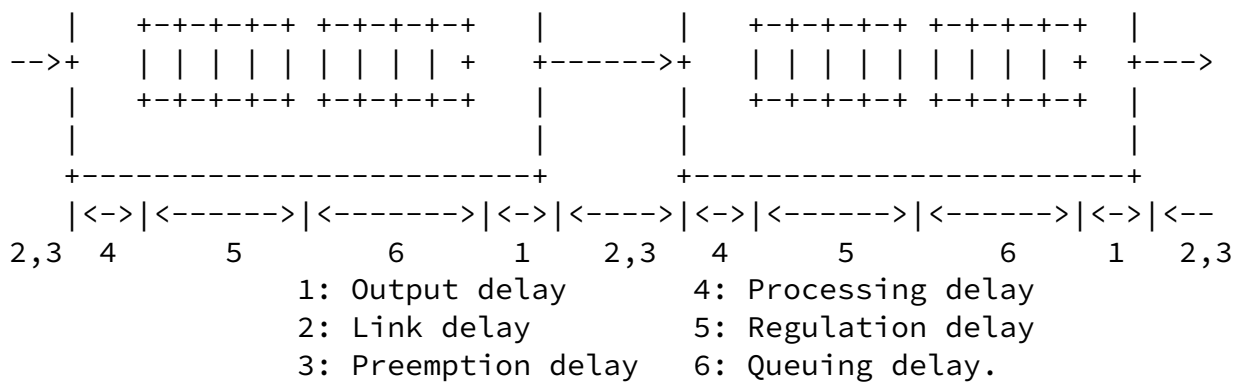 |   +-+-+-+-+ +-+-+-+-+   |       |   +-+-+-+-+ +-+-+-+-+  |
-->+   | | | | | | | | | +   +------>+   | | | | | | | | | +  +--->
   |   +-+-+-+-+ +-+-+-+-+   |       |   +-+-+-+-+ +-+-+-+-+  |
   |                         |       |                        |
   +-------------------------+       +------------------------+
   |<->|<------>|<------->|<->|<---->|<->|<------>|<------>|<->|<--
2,3  4      5        6      1    2,3   4      5        6     1   2,3
                1: Output delay       4: Processing delay
                2: Link delay         5: Regulation delay
                3: Preemption delay   6: Queuing delay.